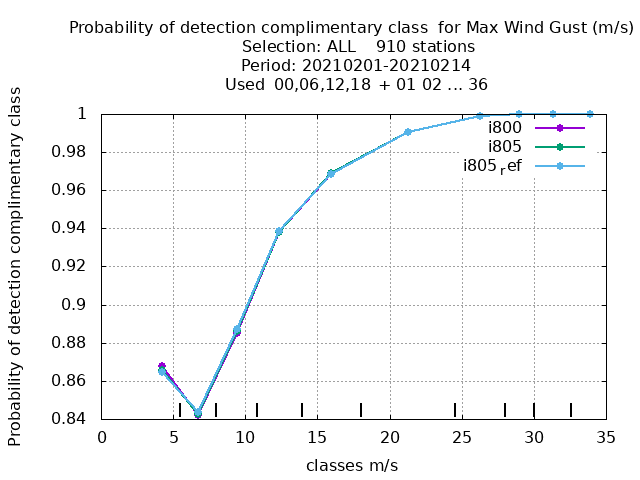 Probability of detection complimentary class  for Max Wind Gust (m/s)
Selection: ALL    910 stations
Period: 20210201-20210214
Used  00,06,12,18  + 01 02 ... 36
Probability of detection complimentary class
1
0.98
0.96
0.94
0.92
0.9
0.88
0.86
0.84
i800
i805
i805_ref
0 5 10 15 20 25 30 35
classes m/s